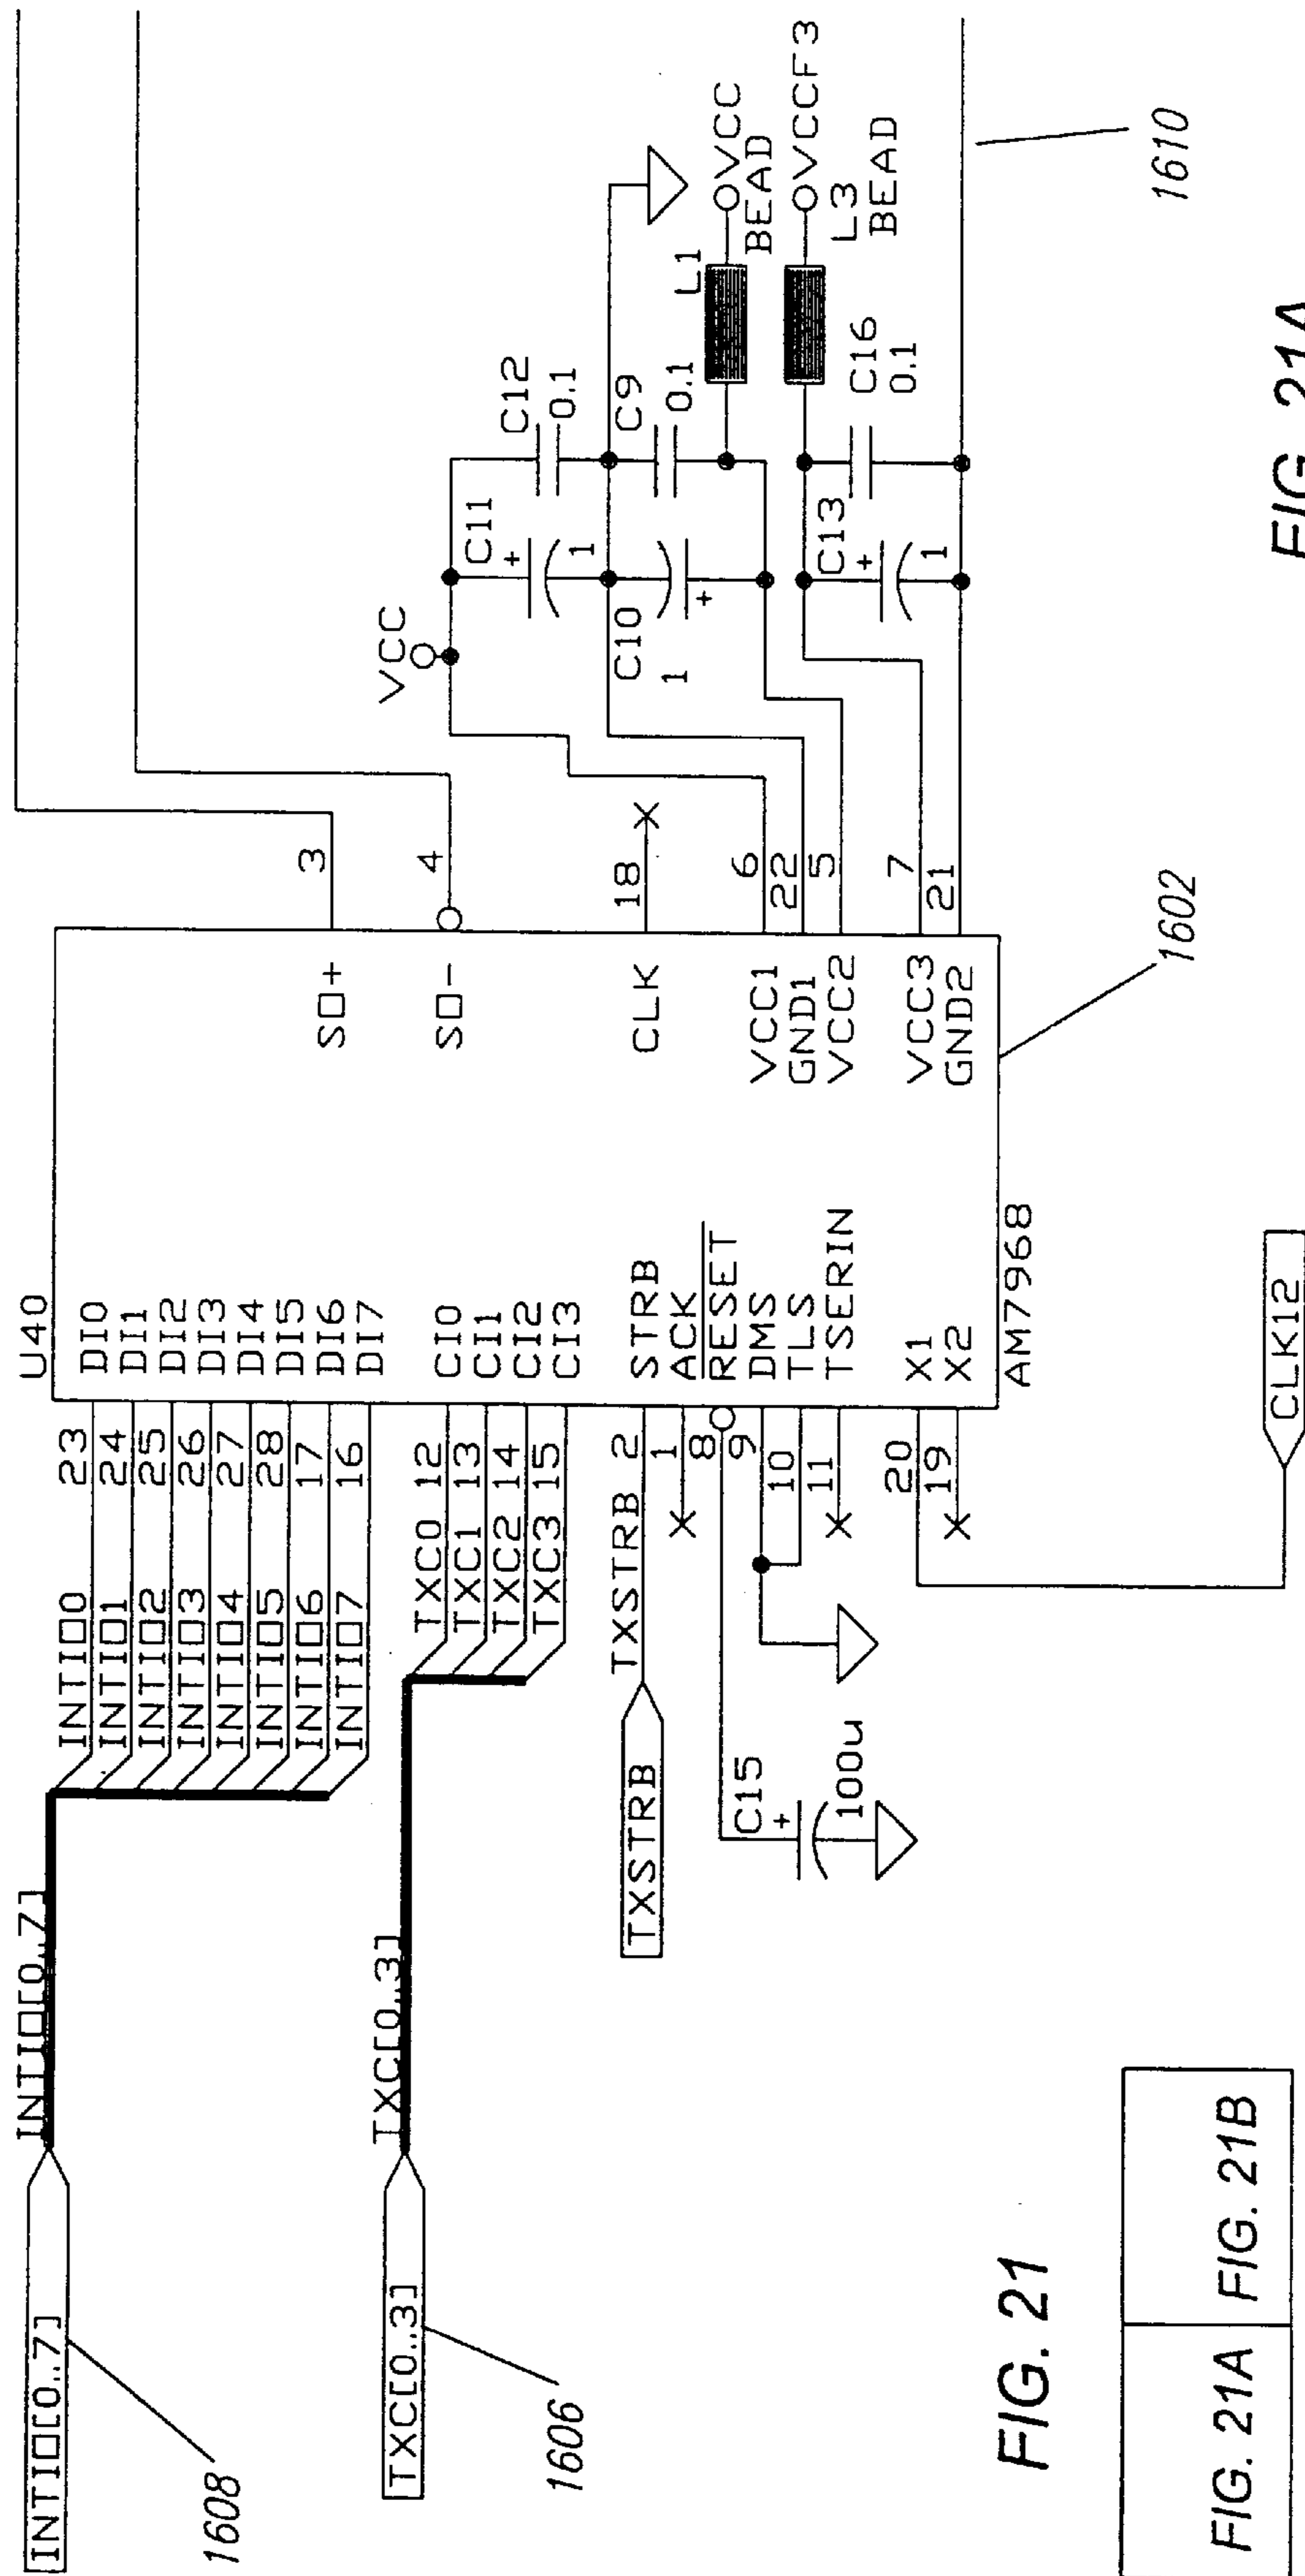 INTIO[0..7]
INTIO[0..7]
1608
INTIO0 23
INTIO1 24
INTIO2 25
INTIO3 26
INTIO4 27
INTIO5 28
INTIO6 17
INTIO7 16
TXC[0..3]
TXC[0..3]
1606
TXC0 12
TXC1 13
TXC2 14
TXC3 15
TXSTRB
TXSTRB 2
1
8
9
10
11
20
19
C15
+
100u
CLK12
U40
DI0
DI1
DI2
DI3
DI4
DI5
DI6
DI7
CI0
CI1
CI2
CI3
STRB
ACK
RESET
DMS
TLS
TSERIN
X1
X2
AM7968
SO+
SO-
CLK
VCC1
GND1
VCC2
VCC3
GND2
1602
3
4
18
6
22
5
7
21
VCC
C11
+
1
C12
0.1
C10
1
+
C9
0.1
L1
VCC
BEAD
C13
+
1
C16
0.1
VCCF3
L3
BEAD
1610
FIG. 21
FIG. 21A FIG. 21B
FIG. 21A